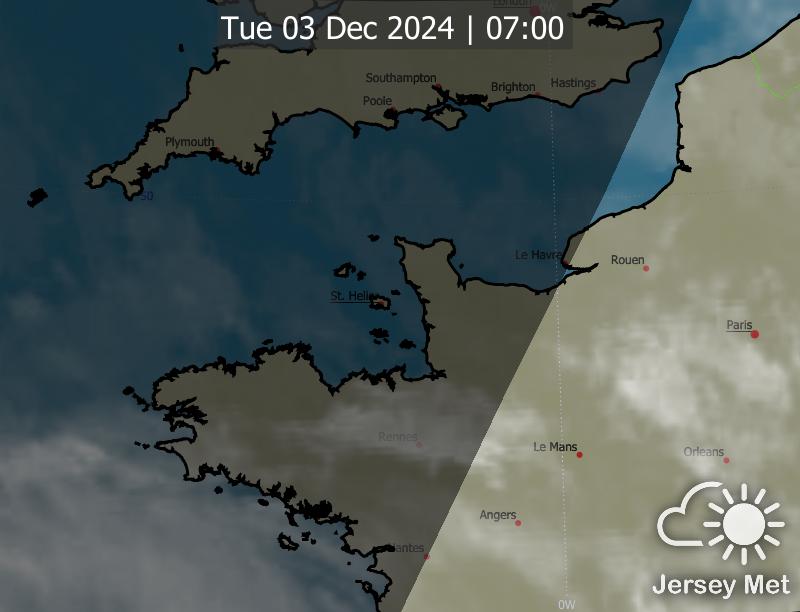 London
0W
Tue 03 Dec 2024 | 07:00
Southampton
Brighton
Hastings
Poole
Plymouth
50
Le Havre
Rouen
St. Helier
Paris
Rennes
Le Mans
Orleans
Angers
Nantes
Jersey Met
0W